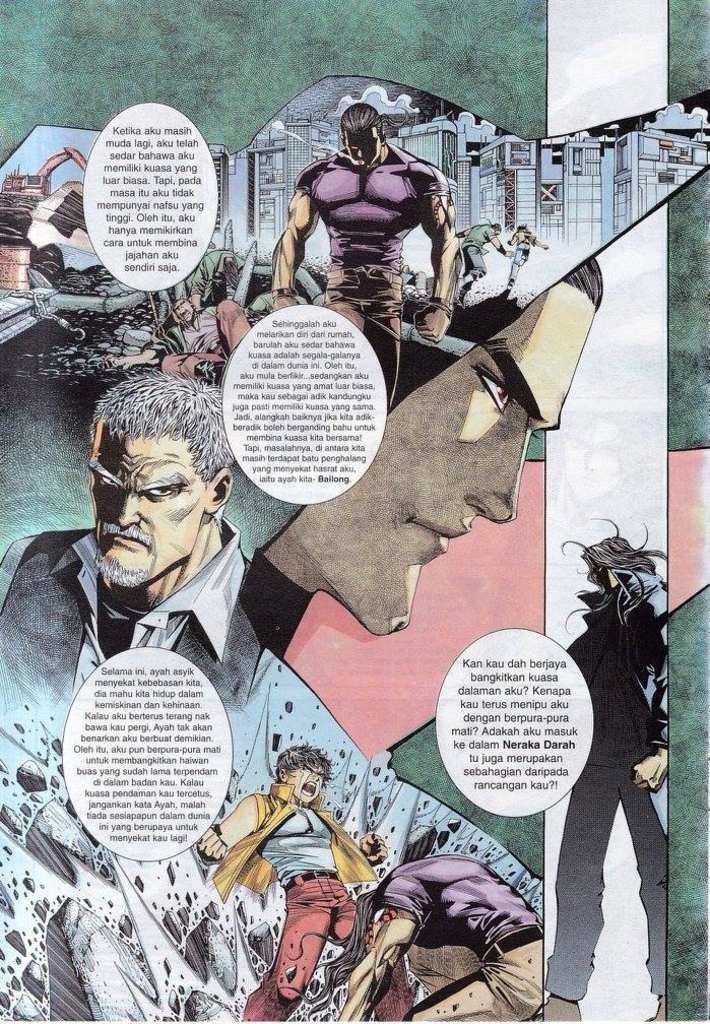 Ketika aku masih
muda lagi, aku telah
sedar bahawa aku
memiliki kuasa yang
luar biasa. Tapi, pada
masa itu aku tidak
mempunyai nafsu yang
tinggi. Oleh itu, aku
hanya memikirkan
cara untuk membina
jajahan aku
sendiri saja.
Sehinggalah aku
melarikan diri dari rumah,
barulah aku sedar bahawa
kuasa adalah segala-galanya
di dalam dunia ini. Oleh itu,
aku mula berfikir...sedangkan aku
memiliki kuasa yang amat luar biasa,
maka kau sebagai adik kandungku
juga pasti memiliki kuasa yang sama.
Jadi, alangkah baiknya jika kita adik-
beradik boleh berganding bahu untuk
membina kuasa kita bersama!
Tapi, masalahnya, di antara kita
masih terdapat batu penghalang
yang menyekat hasrat aku,
iaitu ayah kita- Bailong.
Selama ini, ayah asyik
menyekat kebebasan kita,
dia mahu kita hidup dalam
kemiskinan dan kehinaan.
Kalau aku berterus terang nak
bawa kau pergi, Ayah tak akan
benarkan aku berbuat demikian.
Oleh itu, aku pun berpura-pura mati
untuk membangkitkan haiwan
buas yang sudah lama terpendam
di dalam badan kau. Kalau
kuasa pendaman kau tercetus,
jangankan kata Ayah, malah
tiada sesiapapun dalam dunia
ini yang berupaya untuk
menyekat kau lagi!
Kan kau dah berjaya
bangkitkan kuasa
dalaman aku? Kenapa
kau terus menipu aku
dengan berpura-pura
mati? Adakah aku masuk
ke dalam Neraka Darah
tu juga merupakan
sebahagian daripada
rancangan kau?!